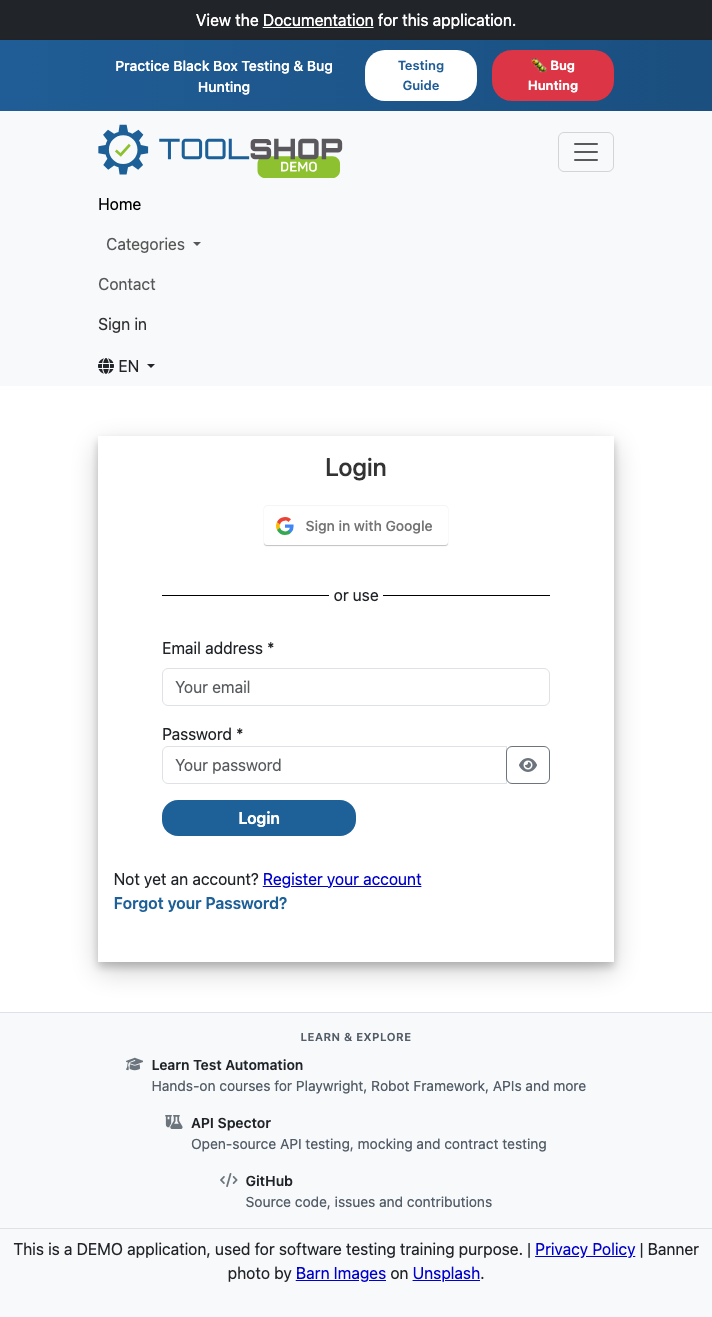 View the Documentation for this application.
Practice Black Box Testing & Bug
Hunting
Testing
Guide
Bug
Hunting
TOOLSHOP
DEMO
Home
Categories
Contact
Sign in
EN
Login
Sign in with Google
or use
Email address *
Your email
Password *
Your password
Login
Not yet an account? Register your account
Forgot your Password?
LEARN & EXPLORE
Learn Test Automation
Hands-on courses for Playwright, Robot Framework, APIs and more
API Spector
Open-source API testing, mocking and contract testing
GitHub
Source code, issues and contributions
This is a DEMO application, used for software testing training purpose. | Privacy Policy | Banner
photo by Barn Images on Unsplash.